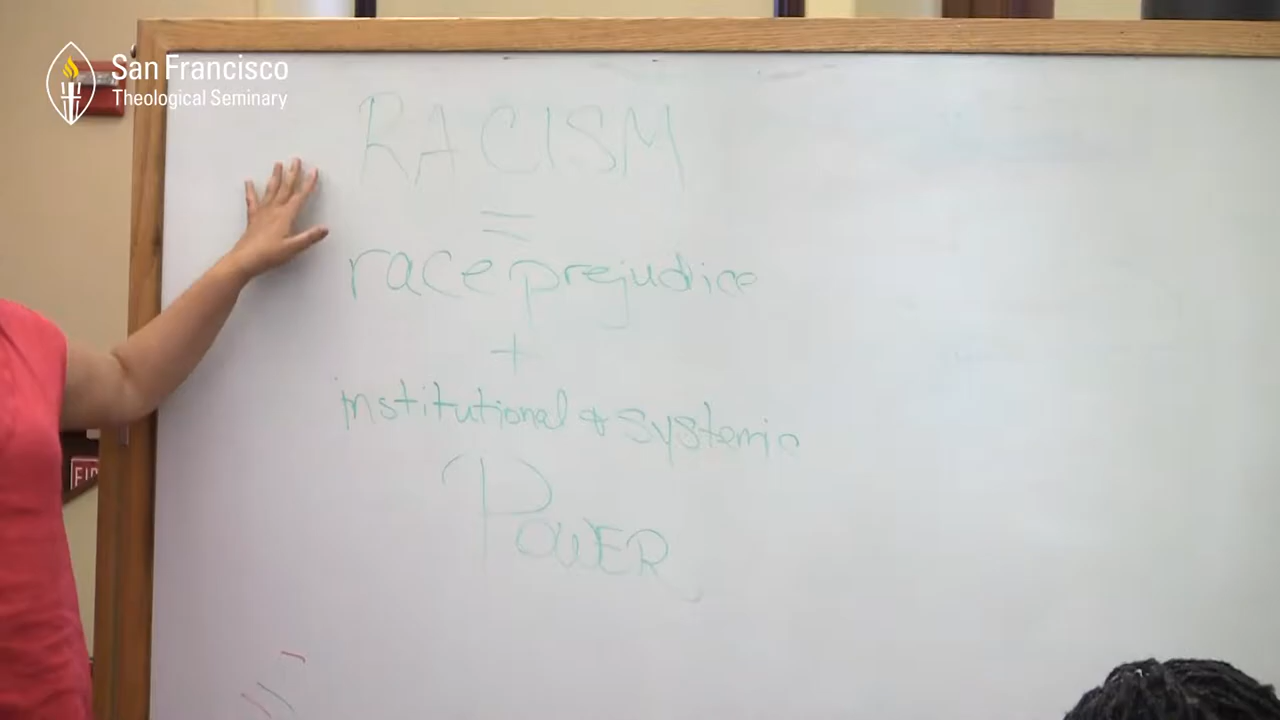 San Francisco
Theological Seminary
RACISM
=
race prejudice
+
institutional & systemic
POWER